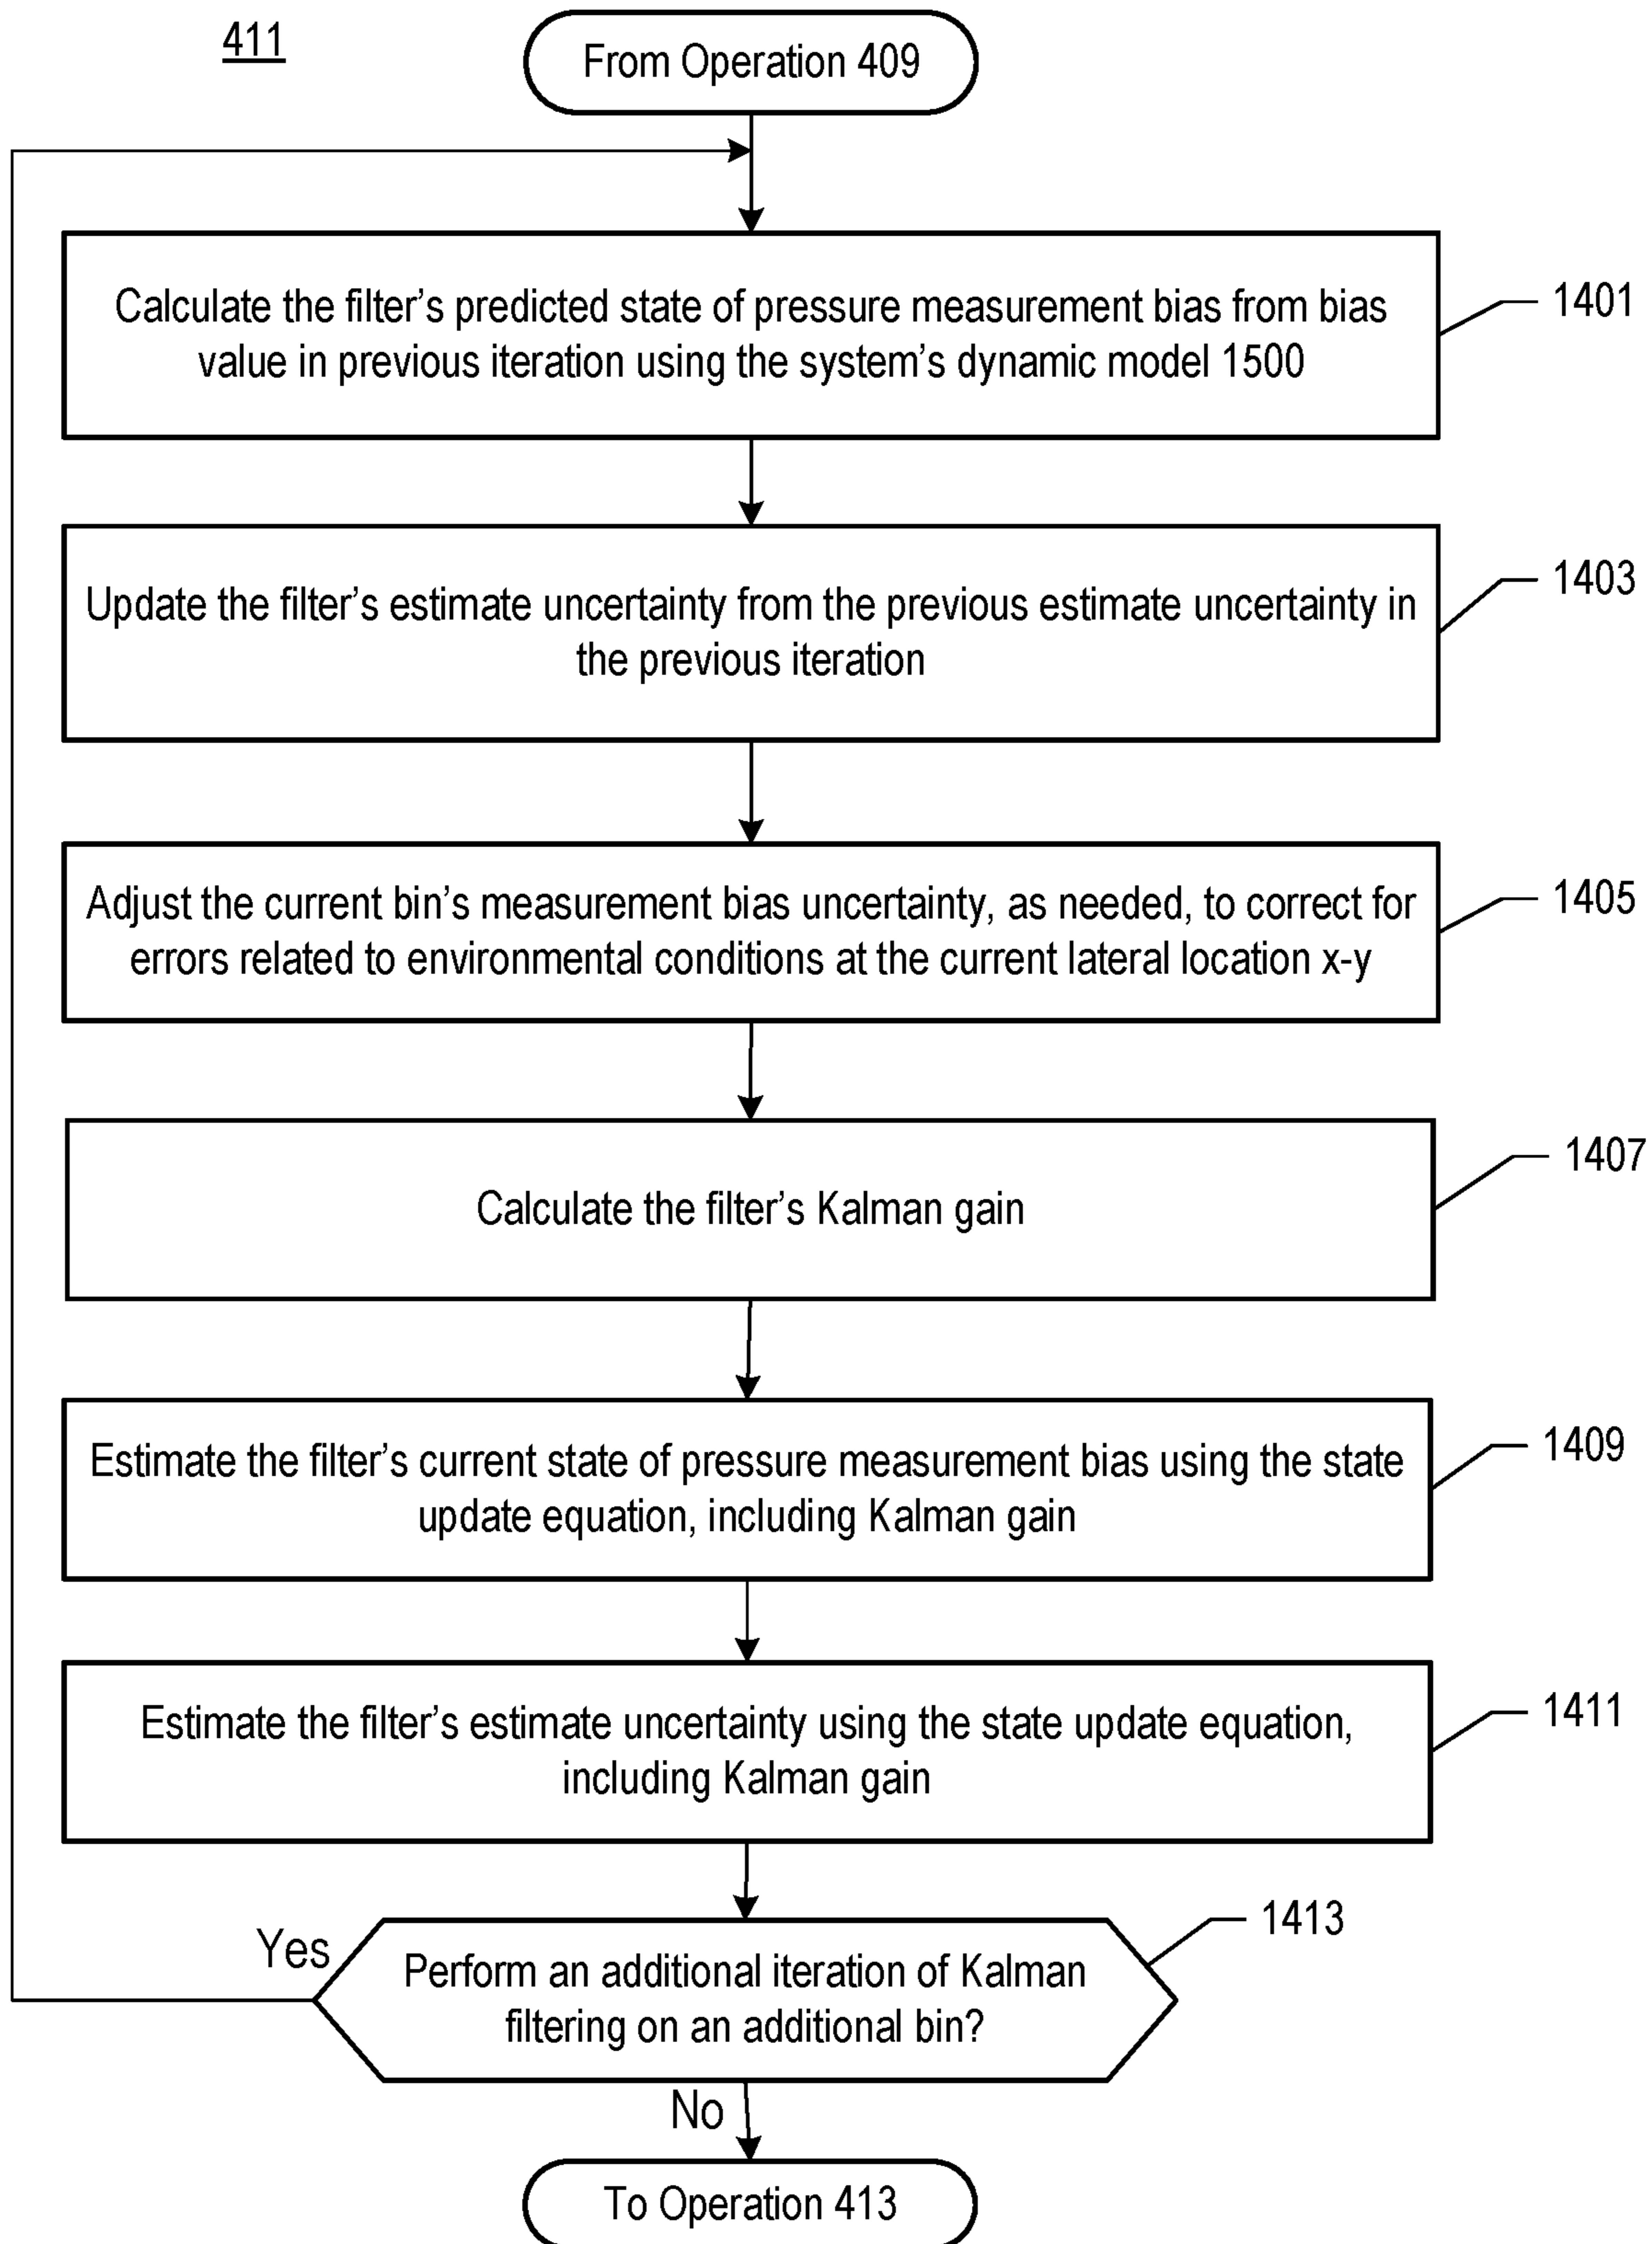 411
From Operation 409
Calculate the filter’s predicted state of pressure measurement bias from bias
value in previous iteration using the system’s dynamic model 1500
1401
Update the filter’s estimate uncertainty from the previous estimate uncertainty in
the previous iteration
1403
Adjust the current bin’s measurement bias uncertainty, as needed, to correct for
errors related to environmental conditions at the current lateral location x-y
1405
Calculate the filter’s Kalman gain
1407
Estimate the filter’s current state of pressure measurement bias using the state
update equation, including Kalman gain
1409
Estimate the filter’s estimate uncertainty using the state update equation,
including Kalman gain
1411
Perform an additional iteration of Kalman
filtering on an additional bin?
1413
Yes
No
To Operation 413